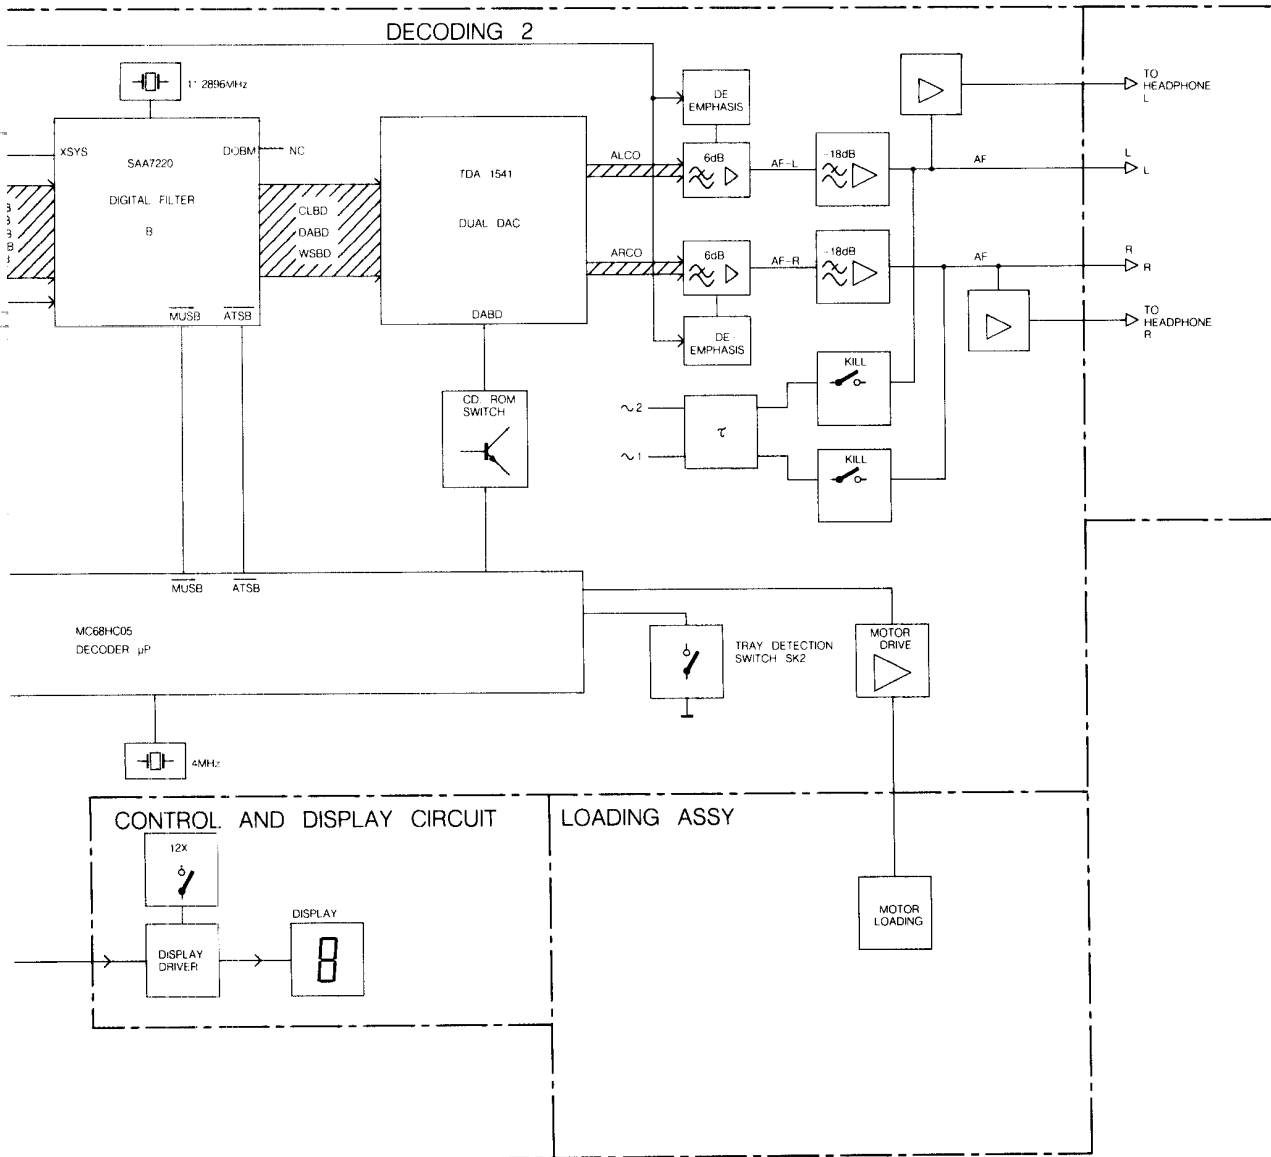 DECODING 2
11.2896MHz
XSYS
SAA7220
DIGITAL FILTER
B
DOBM
NC
MUSB
ATSB
B
B
B
B
CLBD
DABD
WSBD
TDA 1541
DUAL DAC
DABD
ALCO
ARCO
DE
EMPHASIS
6dB
AF-L
-18dB
AF
TO
HEADPHONE
L
L
L
6dB
AF-R
-18dB
AF
R
R
TO
HEADPHONE
R
DE
EMPHASIS
KILL
KILL
~2
~1
τ
CD. ROM
SWITCH
MUSB
ATSB
MC68HC05
DECODER µP
4MHz
TRAY DETECTION
SWITCH SK2
MOTOR
DRIVE
CONTROL AND DISPLAY CIRCUIT
LOADING ASSY
12X
DISPLAY
DRIVER
DISPLAY
8
MOTOR
LOADING